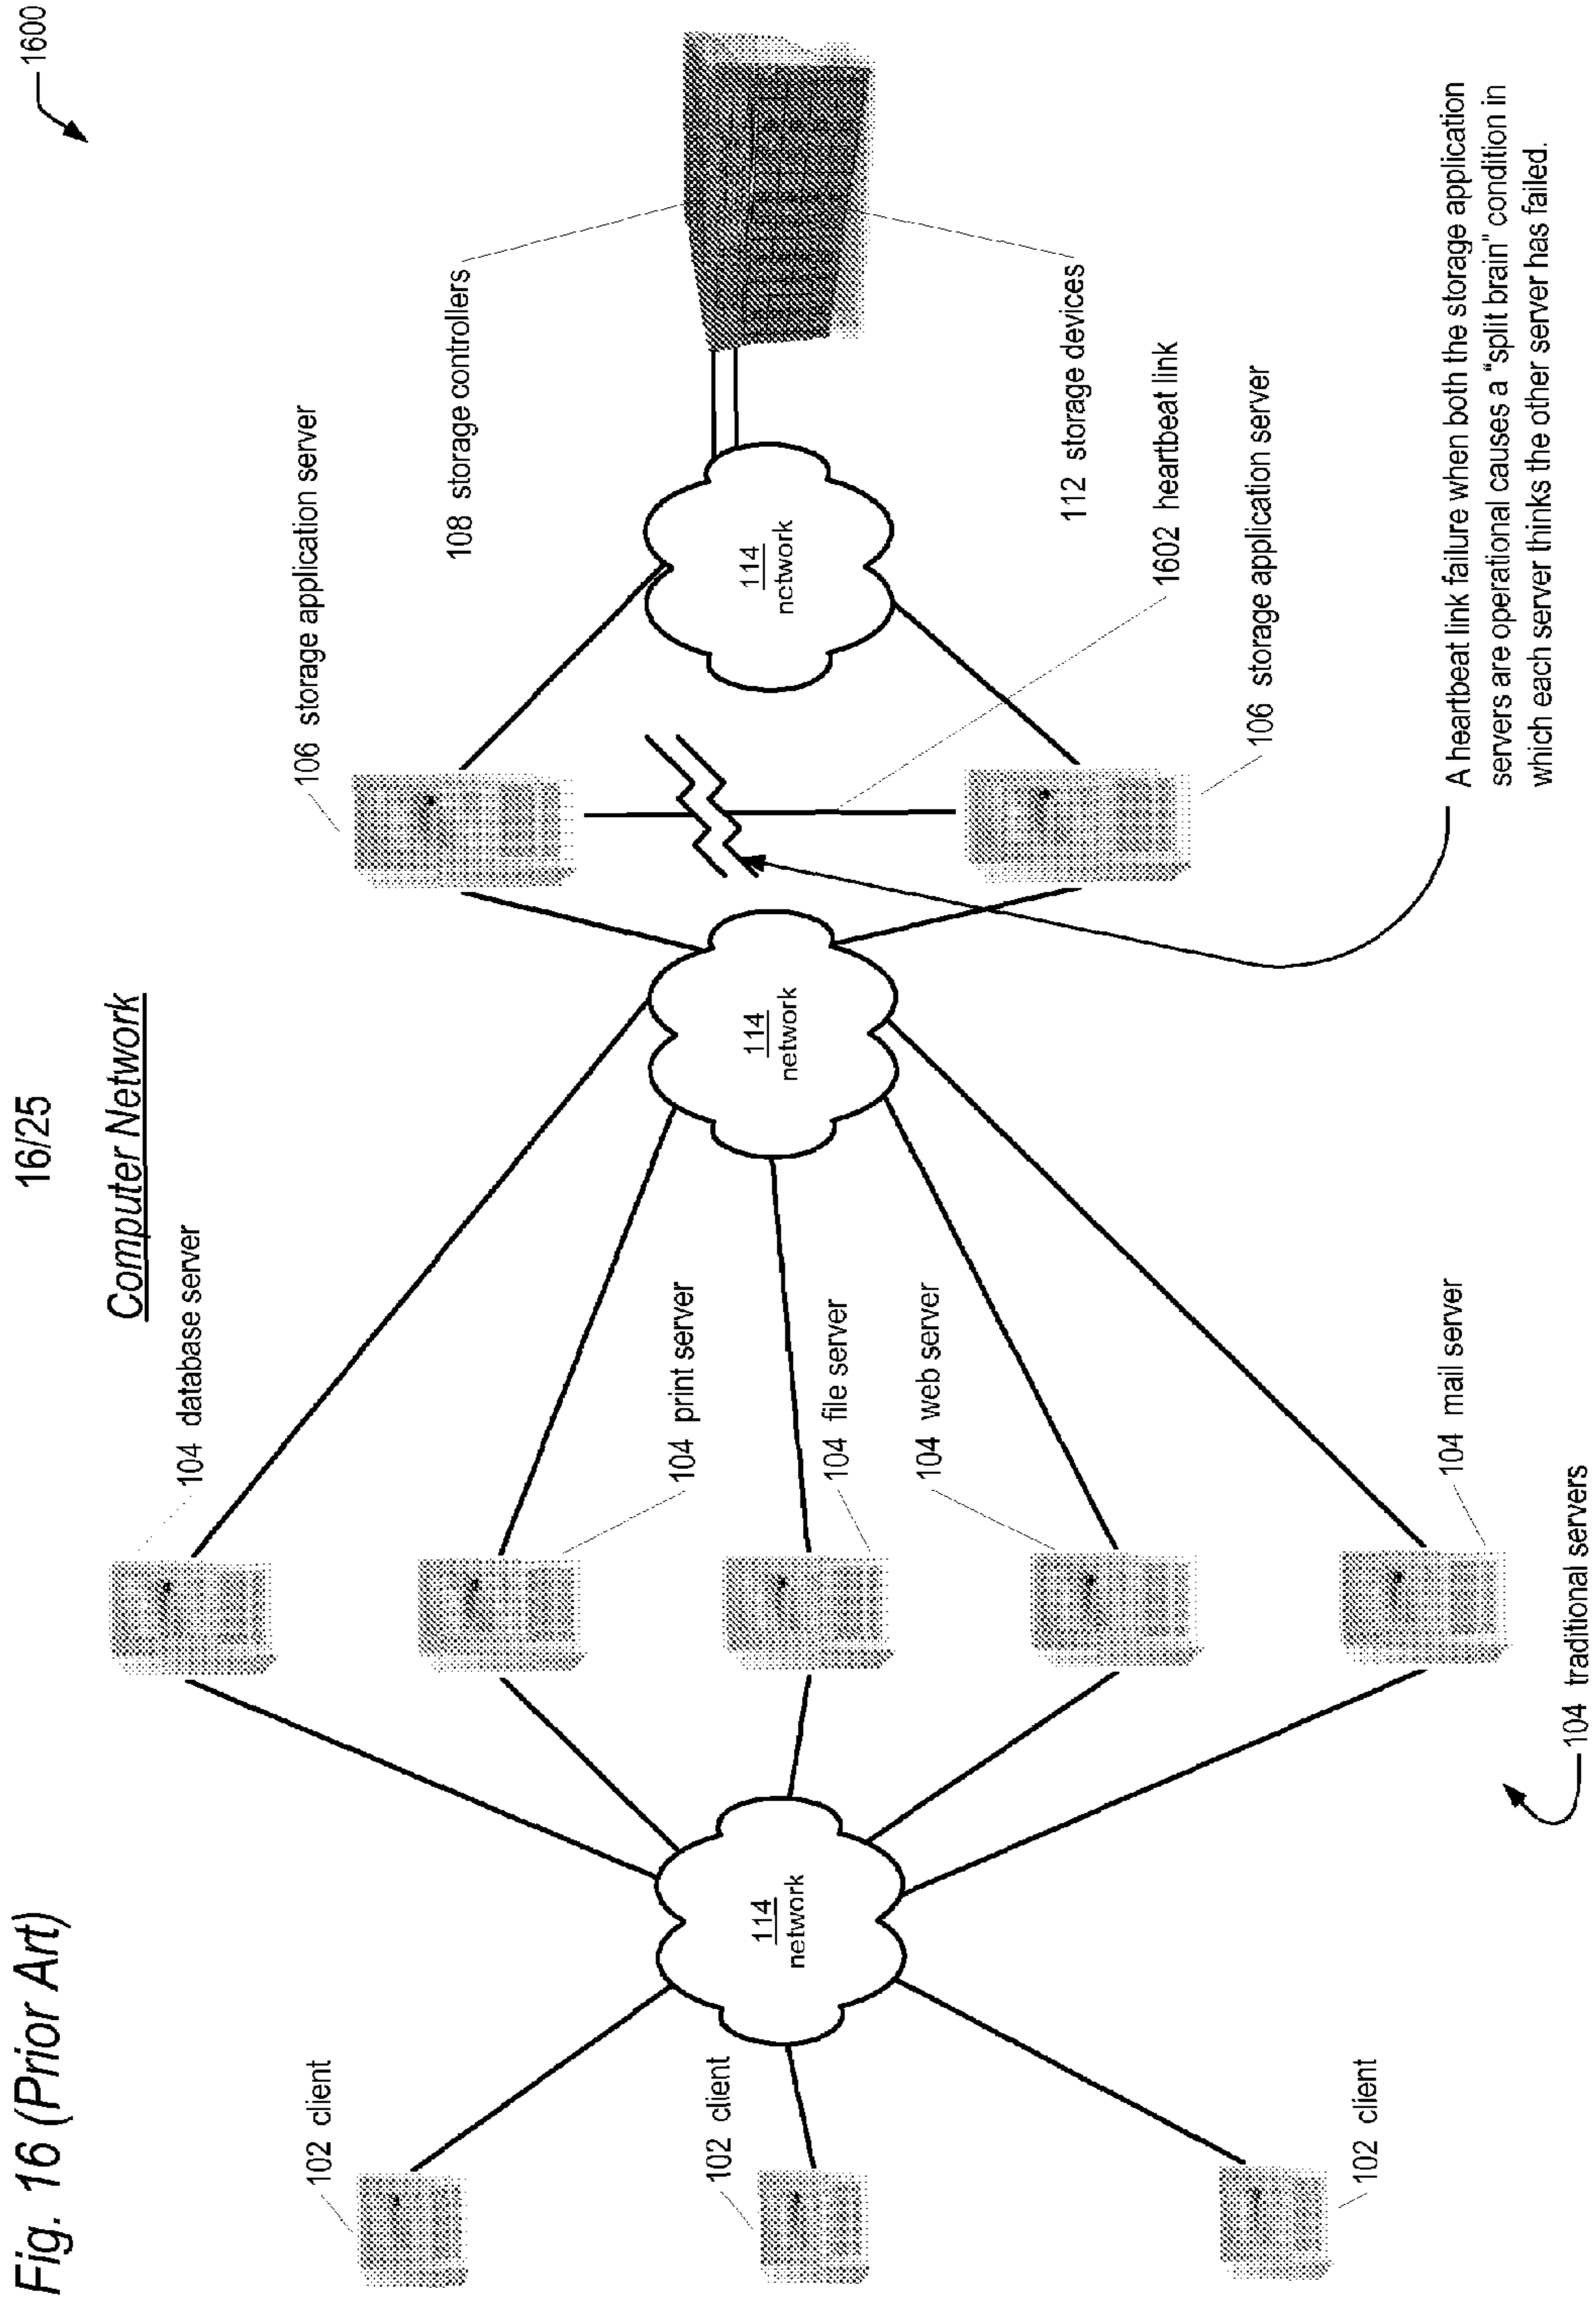 16/25
Fig. 16 (Prior Art)
Computer Network
1600
102 client
102 client
102 client
114
network
104 database server
104 print server
104 file server
104 web server
104 mail server
104 traditional servers
114
network
106 storage application server
106 storage application server
1602 heartbeat link
114
network
108 storage controllers
112 storage devices
A heartbeat link failure when both the storage application
servers are operational causes a "split brain" condition in
which each server thinks the other server has failed.